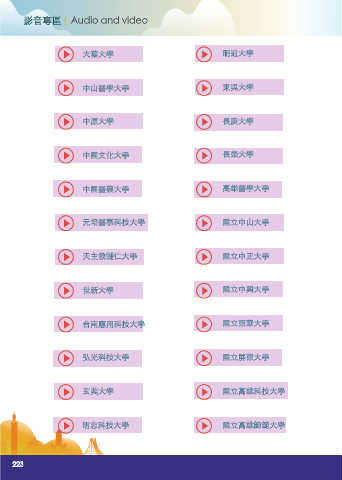 影音專區 | Audio and video
大葉大學
明道大學
中山醫學大學
東吳大學
中原大學
長庚大學
中國文化大學
長榮大學
中國醫藥大學
高雄醫學大學
元培醫事科技大學
國立中山大學
天主教輔仁大學
國立中正大學
世新大學
國立中興大學
台南應用科技大學
國立宜蘭大學
弘光科技大學
國立屏東大學
玄奘大學
國立高雄科技大學
明志科技大學
國立高雄師範大學
223